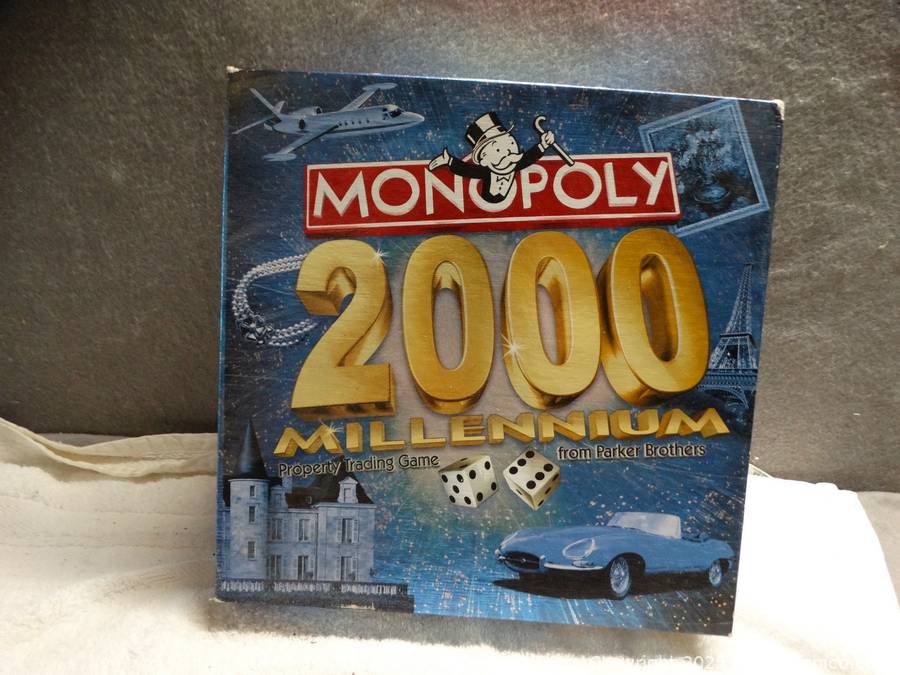 MONOPOLY
2000
MILLENNIUM
Property Trading Game
from Parker Brothers